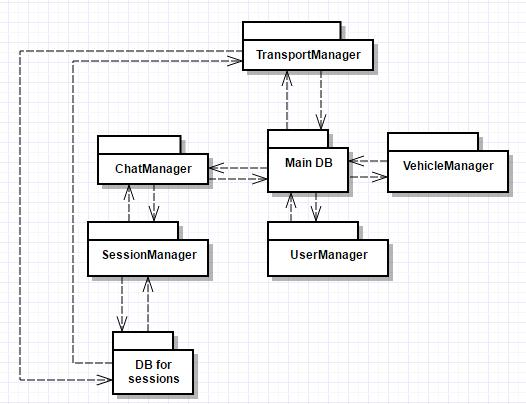 TransportManager
ChatManager
Main DB
VehicleManager
SessionManager
UserManager
DB for
sessions